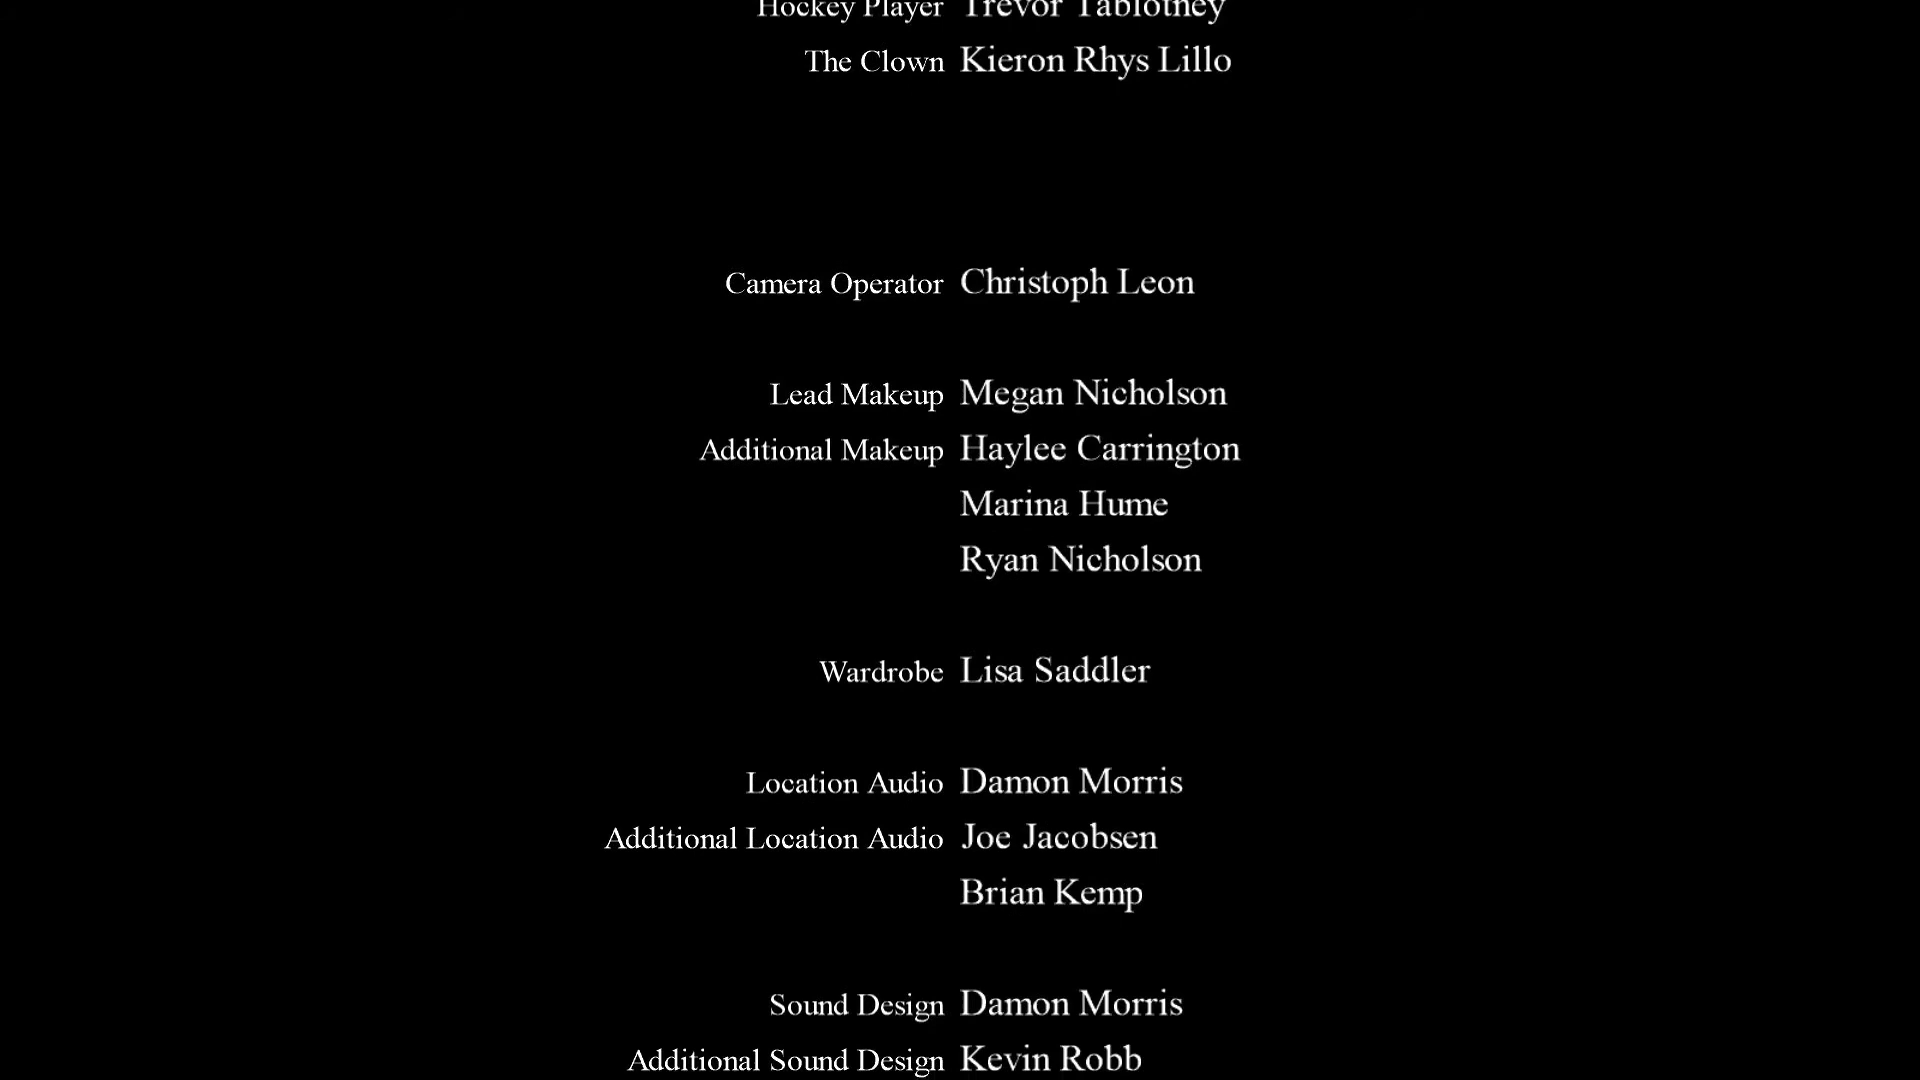 Hockey Player Trevor Tablotney
The Clown Kieron Rhys Lillo
Camera Operator Christoph Leon
Lead Makeup Megan Nicholson
Additional Makeup Haylee Carrington
Marina Hume
Ryan Nicholson
Wardrobe Lisa Saddler
Location Audio Damon Morris
Additional Location Audio Joe Jacobsen
Brian Kemp
Sound Design Damon Morris
Additional Sound Design Kevin Robb